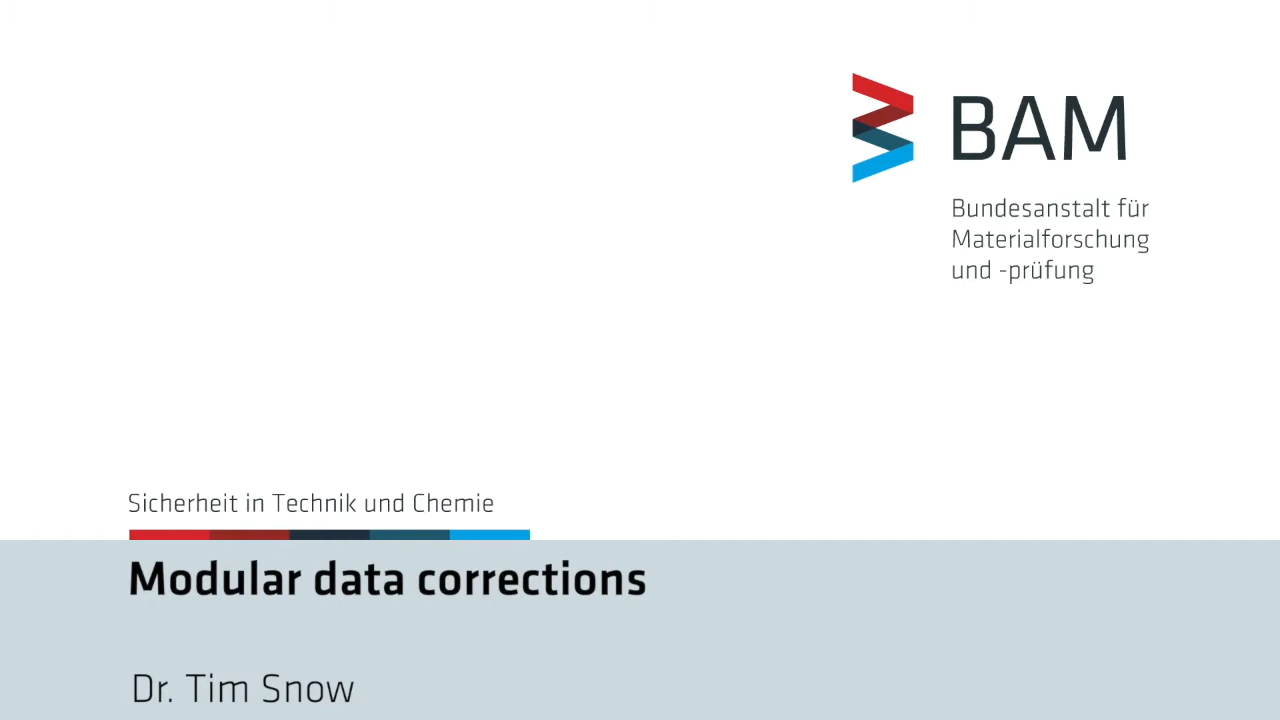 BAM
Bundesanstalt für
Materialforschung
und -prüfung
Sicherheit in Technik und Chemie
Modular data corrections
Dr. Tim Snow